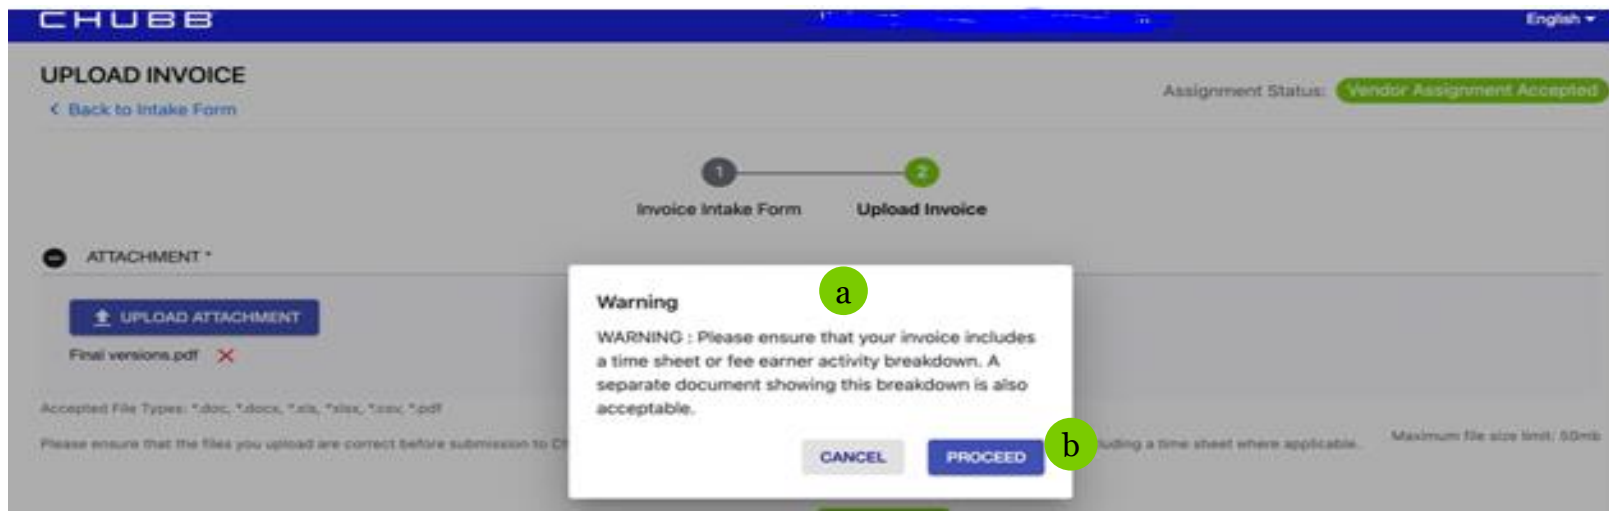 CHUBB
English
UPLOAD INVOICE
< Back to Intake Form
Assignment Status: Vendor Assignment Accepted
1
2
Invoice Intake Form
Upload Invoice
ATTACHMENT *
UPLOAD ATTACHMENT
Final versions.pdf
Accepted File Types: *.doc, *.docx, *.xls, *.xlsx, *.csv, *.pdf
Please ensure that the files you upload are correct before submission to
uding a time sheet where applicable.
Maximum file size limit: 50mb
a
Warning
WARNING : Please ensure that your invoice includes
a time sheet or fee earner activity breakdown. A
separate document showing this breakdown is also
acceptable.
CANCEL
PROCEED
b